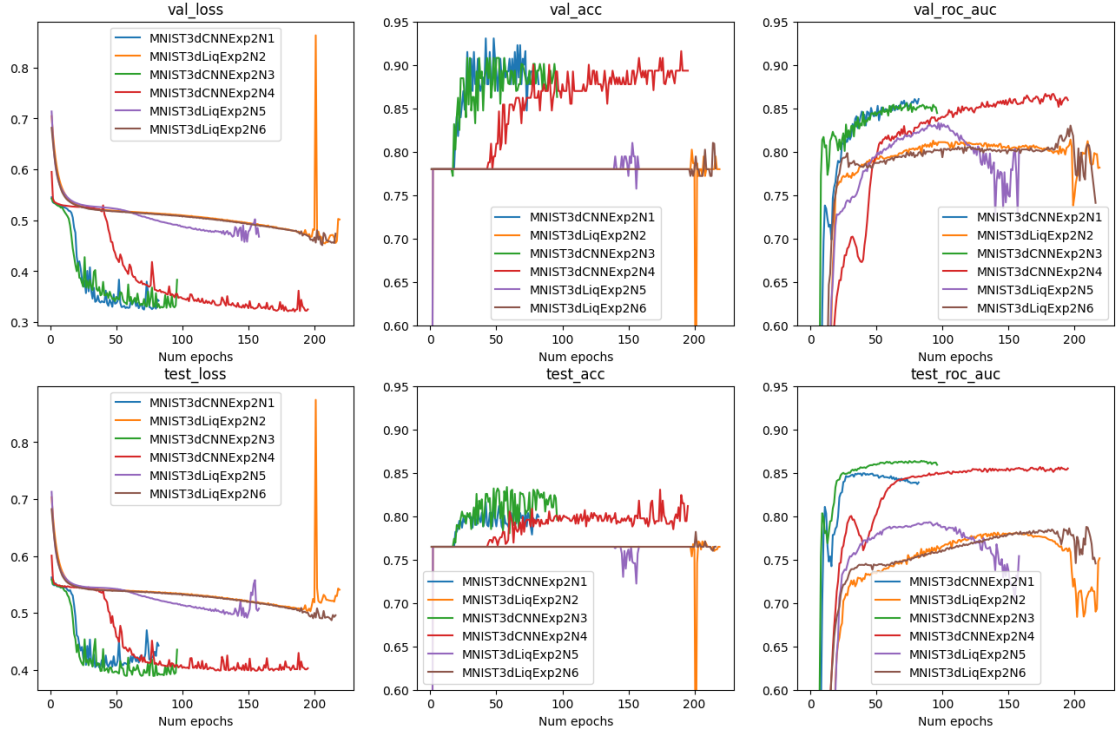 val_loss
MNIST3dCNNExp2N1
MNIST3dLiqExp2N2
MNIST3dCNNExp2N3
MNIST3dCNNExp2N4
MNIST3dLiqExp2N5
MNIST3dLiqExp2N6
0.8
0.7
0.6
0.5
0.4
0.3
0
50
100
150
200
Num epochs
val_acc
0.95
0.90
0.85
0.80
0.75
0.70
0.65
0.60
MNIST3dCNNExp2N1
MNIST3dLiqExp2N2
MNIST3dCNNExp2N3
MNIST3dCNNExp2N4
MNIST3dLiqExp2N5
MNIST3dLiqExp2N6
0
50
100
150
200
Num epochs
val_roc_auc
0.95
0.90
0.85
0.80
0.75
0.70
0.65
0.60
MNIST3dCNNExp2N1
MNIST3dLiqExp2N2
MNIST3dCNNExp2N3
MNIST3dCNNExp2N4
MNIST3dLiqExp2N5
MNIST3dLiqExp2N6
0
50
100
150
200
Num epochs
test_loss
MNIST3dCNNExp2N1
MNIST3dLiqExp2N2
MNIST3dCNNExp2N3
MNIST3dCNNExp2N4
MNIST3dLiqExp2N5
MNIST3dLiqExp2N6
0.8
0.7
0.6
0.5
0.4
0
50
100
150
200
Num epochs
test_acc
0.95
0.90
0.85
0.80
0.75
0.70
0.65
0.60
MNIST3dCNNExp2N1
MNIST3dLiqExp2N2
MNIST3dCNNExp2N3
MNIST3dCNNExp2N4
MNIST3dLiqExp2N5
MNIST3dLiqExp2N6
0
50
100
150
200
Num epochs
test_roc_auc
0.95
0.90
0.85
0.80
0.75
0.70
0.65
0.60
MNIST3dCNNExp2N1
MNIST3dLiqExp2N2
MNIST3dCNNExp2N3
MNIST3dCNNExp2N4
MNIST3dLiqExp2N5
MNIST3dLiqExp2N6
0
50
100
150
200
Num epochs